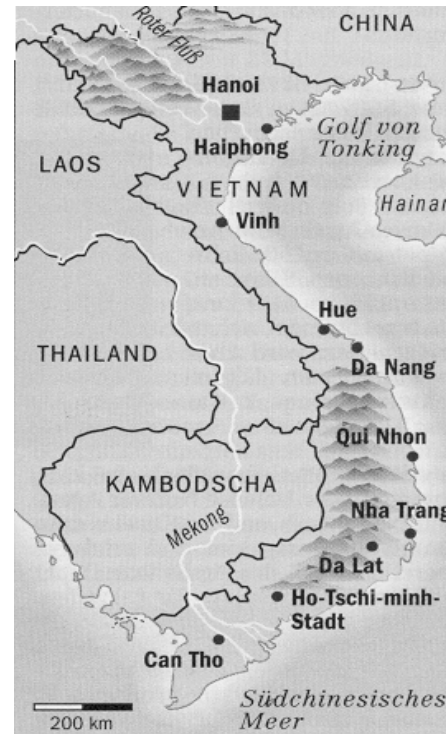 CHINA
Roter Fluß
Hanoi
Haiphong
Golf von
Tonking
LAOS
VIETNAM
Hainan
Vinh
Hue
THAILAND
Da Nang
Qui Nhon
KAMBODSCHA
Mekong
Nha Trang
Da Lat
Ho-Tschi-minh-
Stadt
Can Tho
Südchinesisches
Meer
200 km